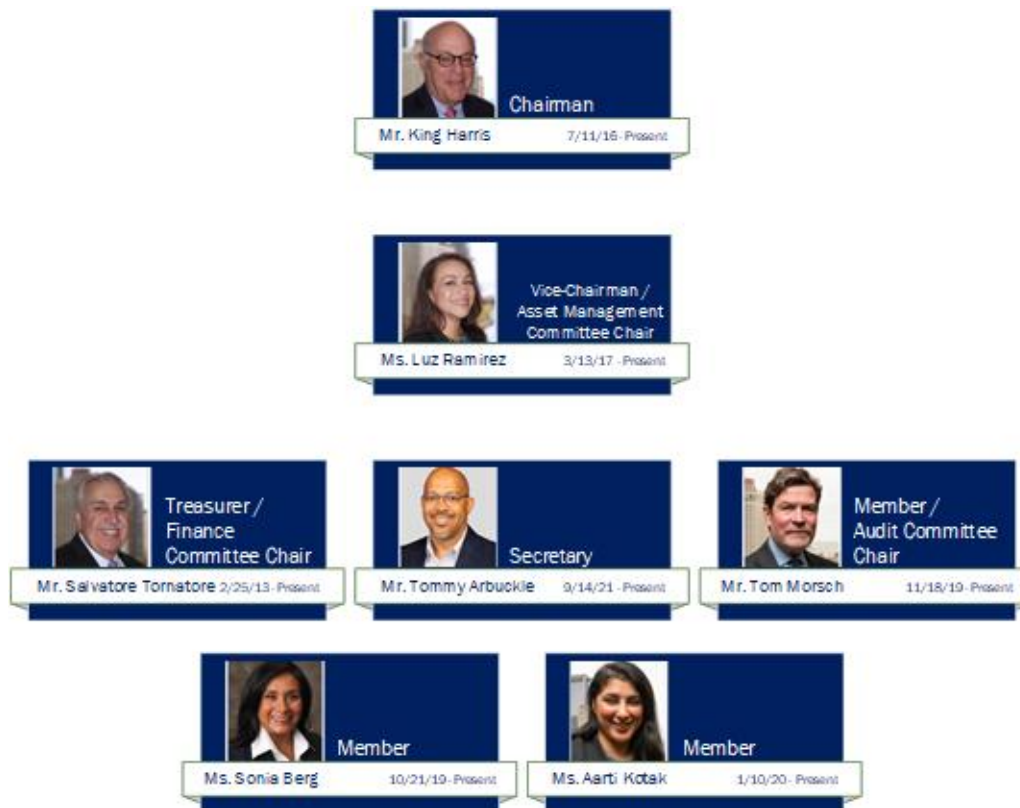 Chairman
Mr. King Harris 7/11/16 - Present
Vice-Chairman /
Asset Management
Committee Chair
Ms. Luz Ramirez 3/13/17 - Present
Treasurer /
Finance
Committee Chair
Mr. Salvatore Tornatore 2/25/13 - Present
Secretary
Mr. Tommy Arbuckle 9/14/21 - Present
Member /
Audit Committee
Chair
Mr. Tom Morsch 11/18/19 - Present
Member
Ms. Sonia Berg 10/21/19 - Present
Member
Ms. Aarti Kotak 1/10/20 - Present